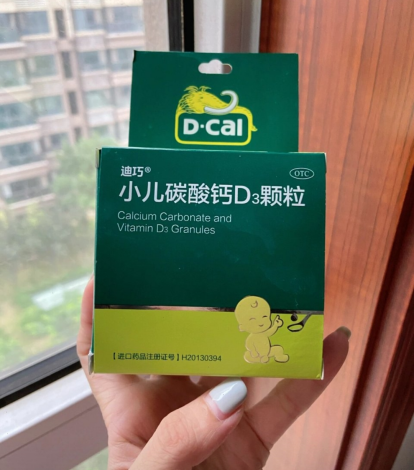 D·Cal
迪巧®
OTC
小儿碳酸钙D3颗粒
Calcium Carbonate and
Vitamin D3 Granules
【进口药品注册证号】H20130394